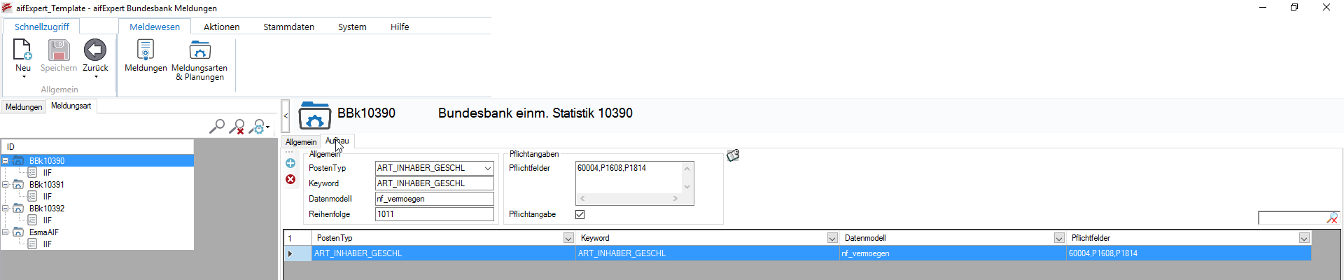 aifExpert_Template - aifExpert Bundesbank Meldungen
Schnellzugriff Meldewesen Aktionen Stammdaten System Hilfe
Neu Speichern Zurück Meldungen Meldungsarten
& Planungen
Allgemein
Meldungen Meldungsart
BBk10390 Bundesbank einm. Statistik 10390
Allgemein Aufbau
ID
BBk10390
IIF
BBk10391
IIF
BBk10392
IIF
EsmaAIF
IIF
Allgemein
PostenTyp ART_INHABER_GESCHL
Keyword ART_INHABER_GESCHL
Datenmodell nf_vermoegen
Reihenfolge 1011
Pflichtangaben
Pflichtfelder 60004,P1608,P1814
Pflichtangabe
1 PostenTyp Keyword Datenmodell Pflichtfelder
ART_INHABER_GESCHL ART_INHABER_GESCHL nf_vermoegen 60004,P1608,P1814